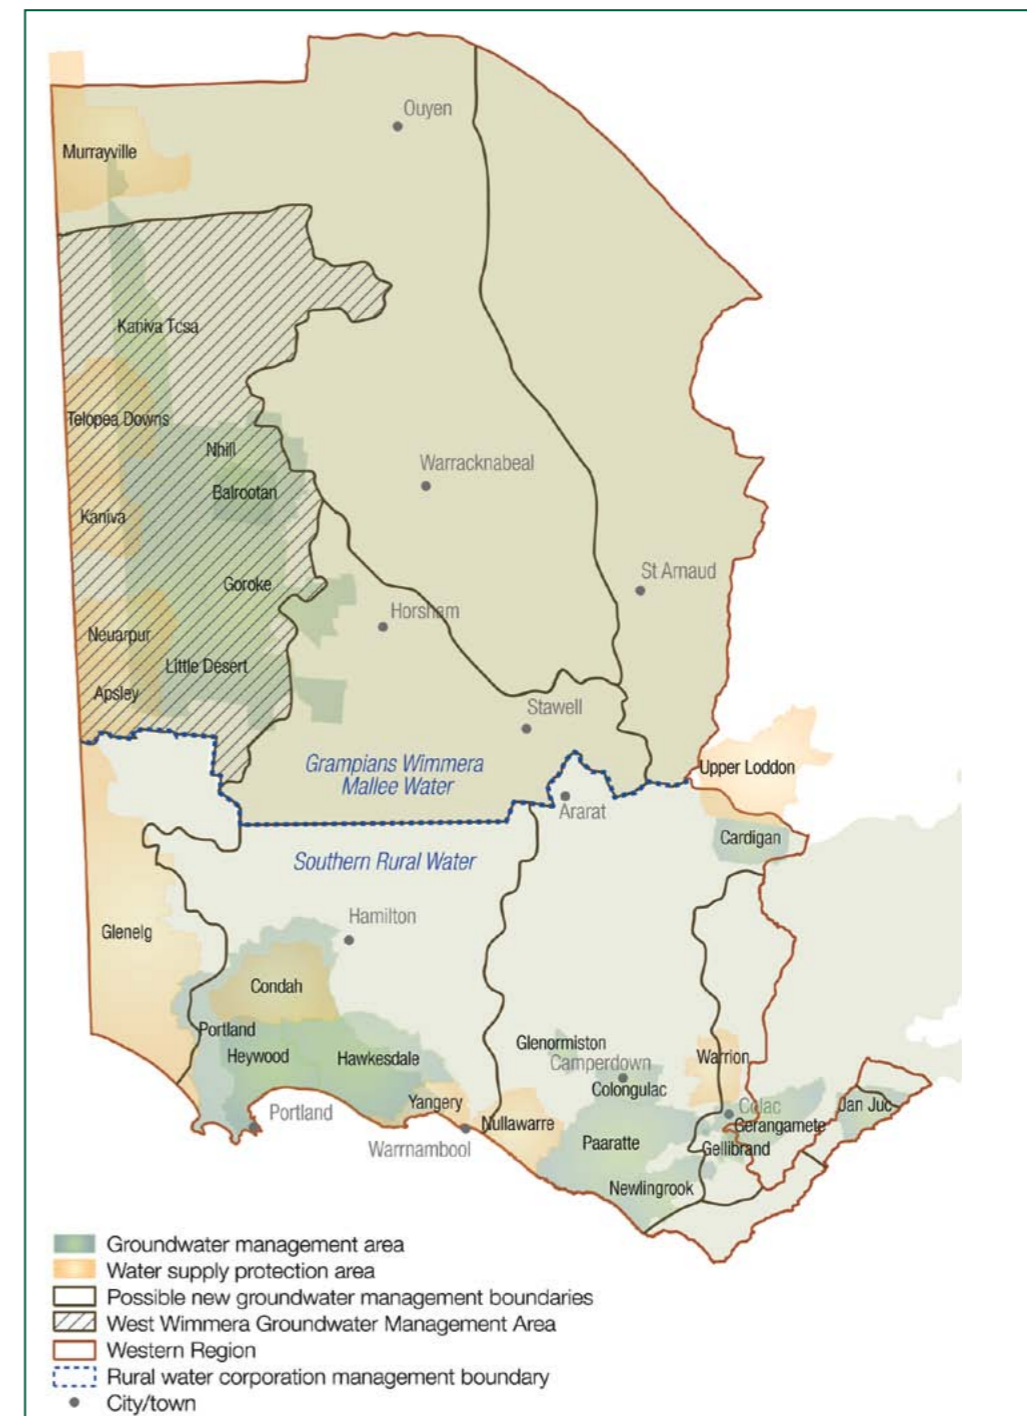 Ouyen
Murrayville
Kaniva Tcsa
Telopea Downs
Nhill
Warracknabeal
Balrootan
Kaniva
St Arnaud
Goroke
Horsham
Neuarpur
Little Desert
Apsley
Stawell
Grampians Wimmera
Mallee Water
Upper Loddon
Ararat
Cardigan
Southern Rural Water
Hamilton
Glenelg
Condah
Portland
Heywood
Hawkesdale
Glenormiston
Camperdown
Colongulac
Warrion
Yangery
Nullawarre
Portland
Warrnambool
Colac
Jan Juc
Gerangamete
Gellibrand
Paaratte
Newlingrook
Groundwater management area
Water supply protection area
Possible new groundwater management boundaries
West Wimmera Groundwater Management Area
Western Region
Rural water corporation management boundary
City/town